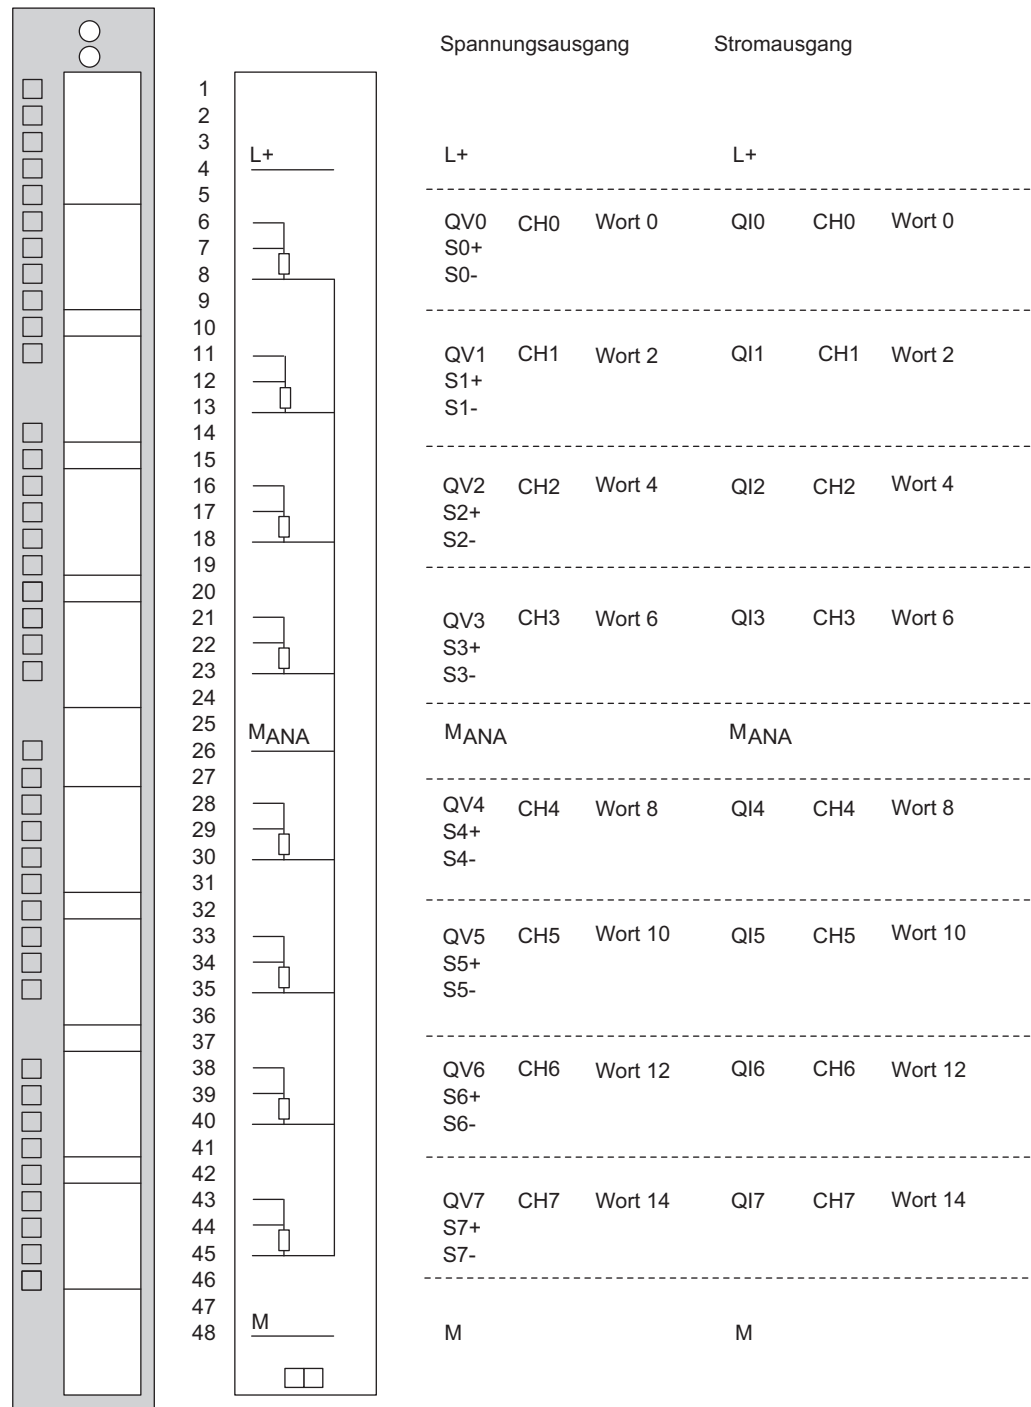 Spannungsausgang Stromausgang
1
2
3
L+ L+ L+
4
5
6 QV0 CH0 Wort 0 QI0 CH0 Wort 0
7 S0+
8 S0-
9
10
11 QV1 CH1 Wort 2 QI1 CH1 Wort 2
12 S1+
13 S1-
14
15
16 QV2 CH2 Wort 4 QI2 CH2 Wort 4
17 S2+
18 S2-
19
20
21 QV3 CH3 Wort 6 QI3 CH3 Wort 6
22 S3+
23 S3-
24
25
MANA MANA MANA
26
27
28 QV4 CH4 Wort 8 QI4 CH4 Wort 8
29 S4+
30 S4-
31
32
33 QV5 CH5 Wort 10 QI5 CH5 Wort 10
34 S5+
35 S5-
36
37
38 QV6 CH6 Wort 12 QI6 CH6 Wort 12
39 S6+
40 S6-
41
42
43 QV7 CH7 Wort 14 QI7 CH7 Wort 14
44 S7+
45 S7-
46
47
48 M M M